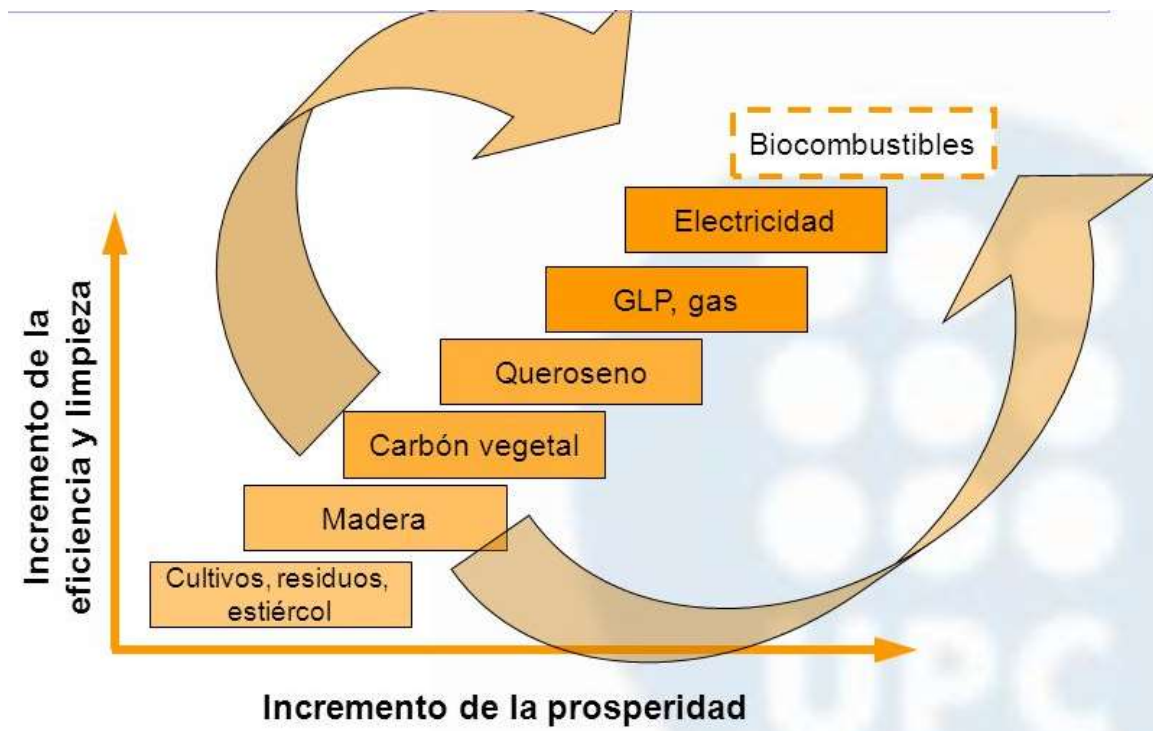 Biocombustibles
Electricidad
GLP, gas
Queroseno
Carbón vegetal
Madera
Cultivos, residuos,
estiércol
Incremento de la
eficiencia y limpieza
Incremento de la prosperidad
UPC